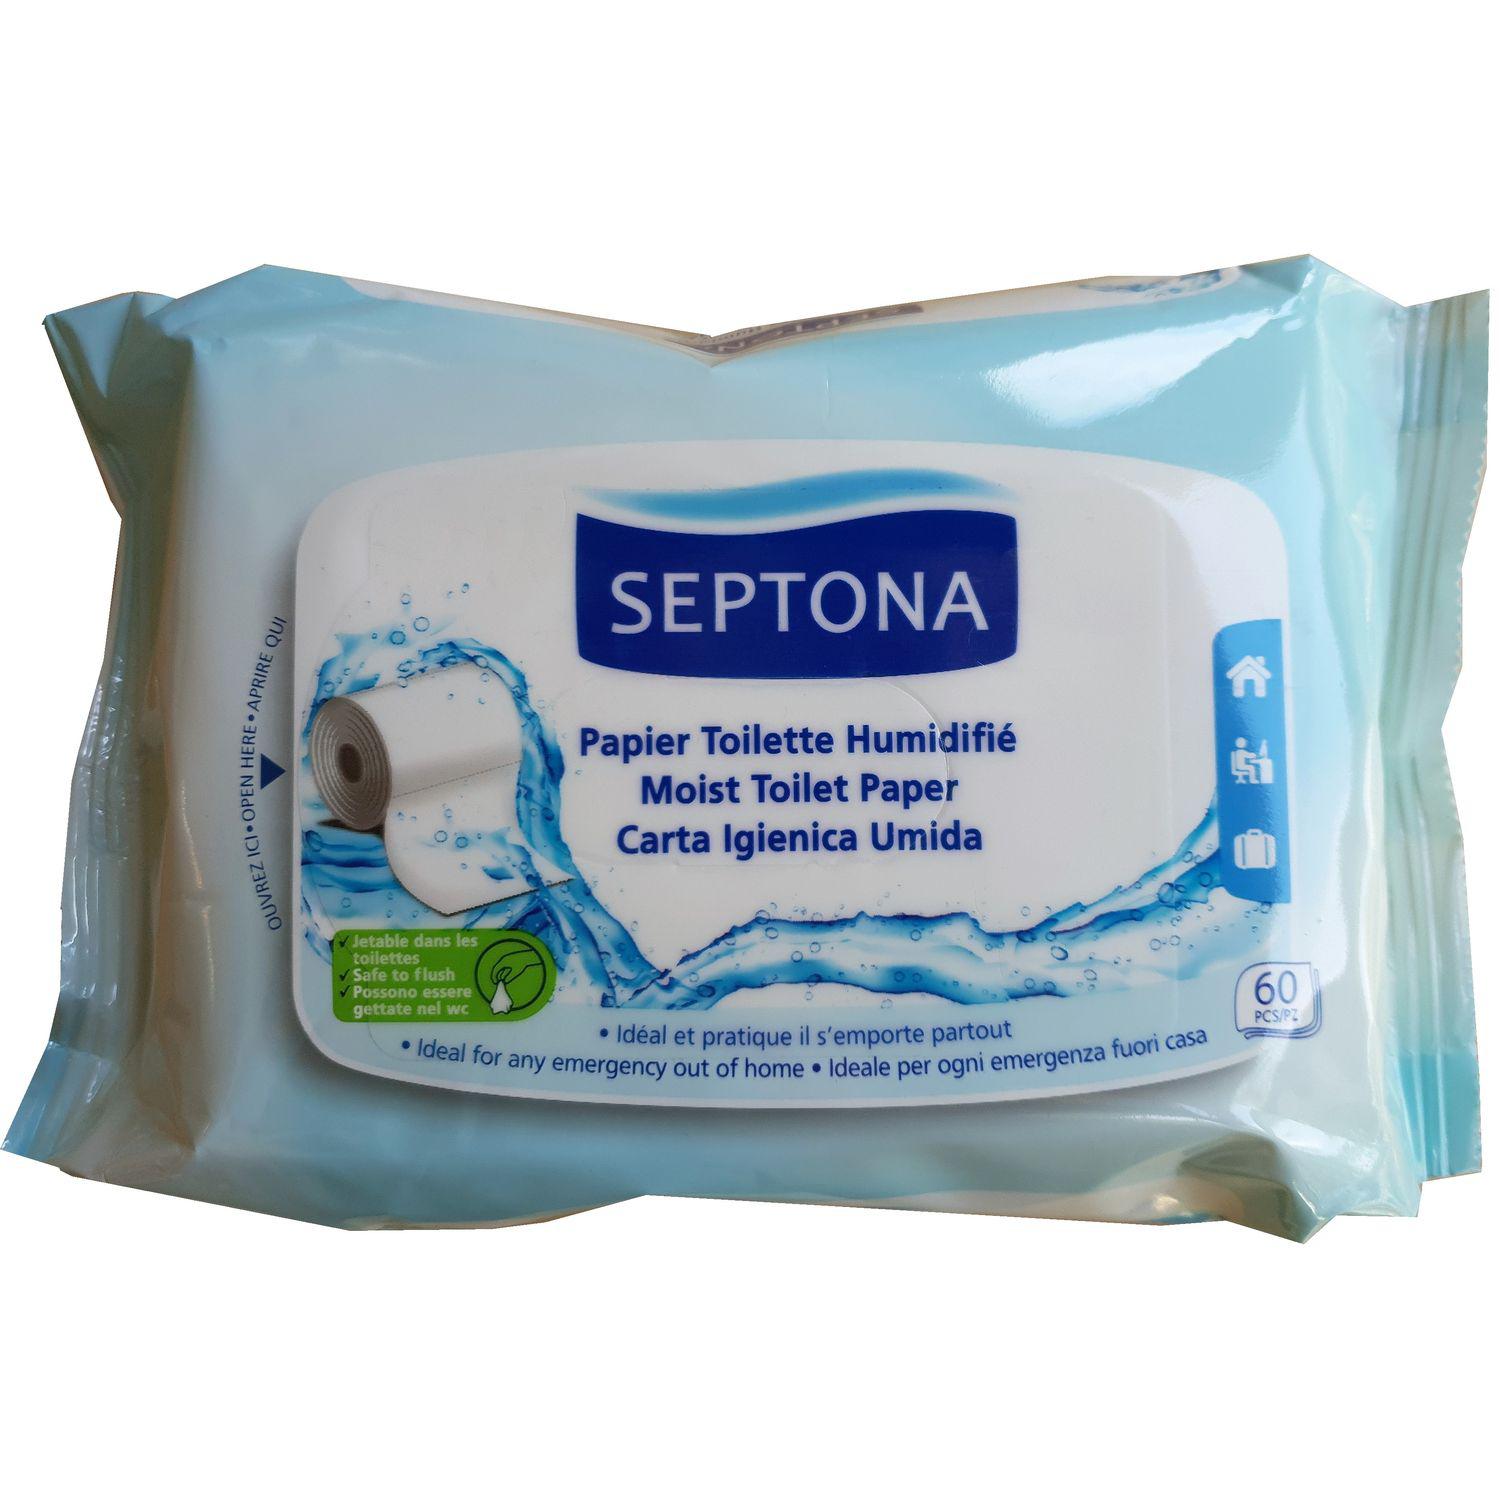 SEPTONA
Papier Toilette Humidifié
Moist Toilet Paper
Carta Igienica Umida
OUVREZ ICI • OPEN HERE • APRIRE QUI
✓ Jetable dans les
toilettes
✓ Safe to flush
✓ Possono essere
gettate nel wc
60
PCS/PZ
• Idéal et pratique il s'emporte partout
• Ideal for any emergency out of home • Ideale per ogni emergenza fuori casa